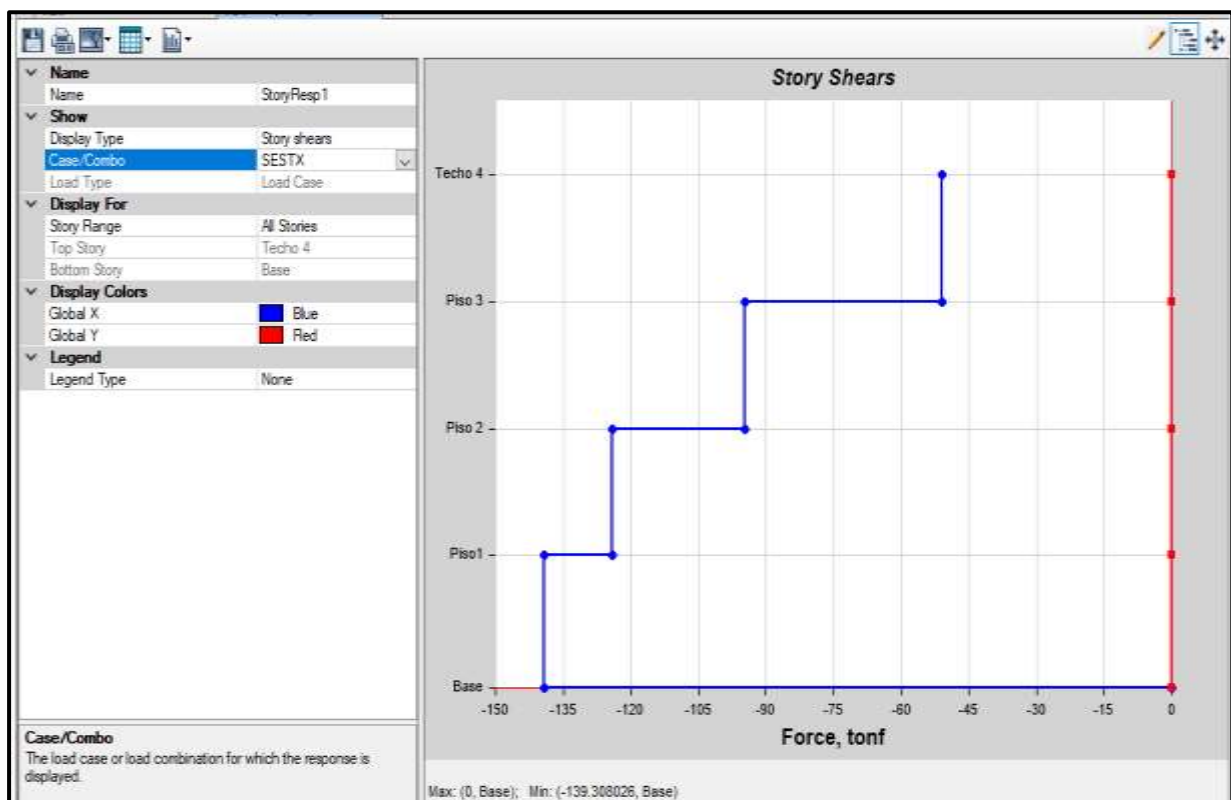 Name
Name StoryResp1
Show
Display Type Story shears
Case/Combo SESTX
Load Type Load Case
Display For
Story Range All Stories
Top Story Techo 4
Bottom Story Base
Display Colors
Global X Blue
Global Y Red
Legend
Legend Type None
Case/Combo
The load case or load combination for which the response is
displayed.
Story Shears
Techo 4
Piso 3
Piso 2
Piso1
Base
-150 -135 -120 -105 -90 -75 -60 -45 -30 -15 0
Force, tonf
Max: (0, Base); Min: (-139.308026, Base)